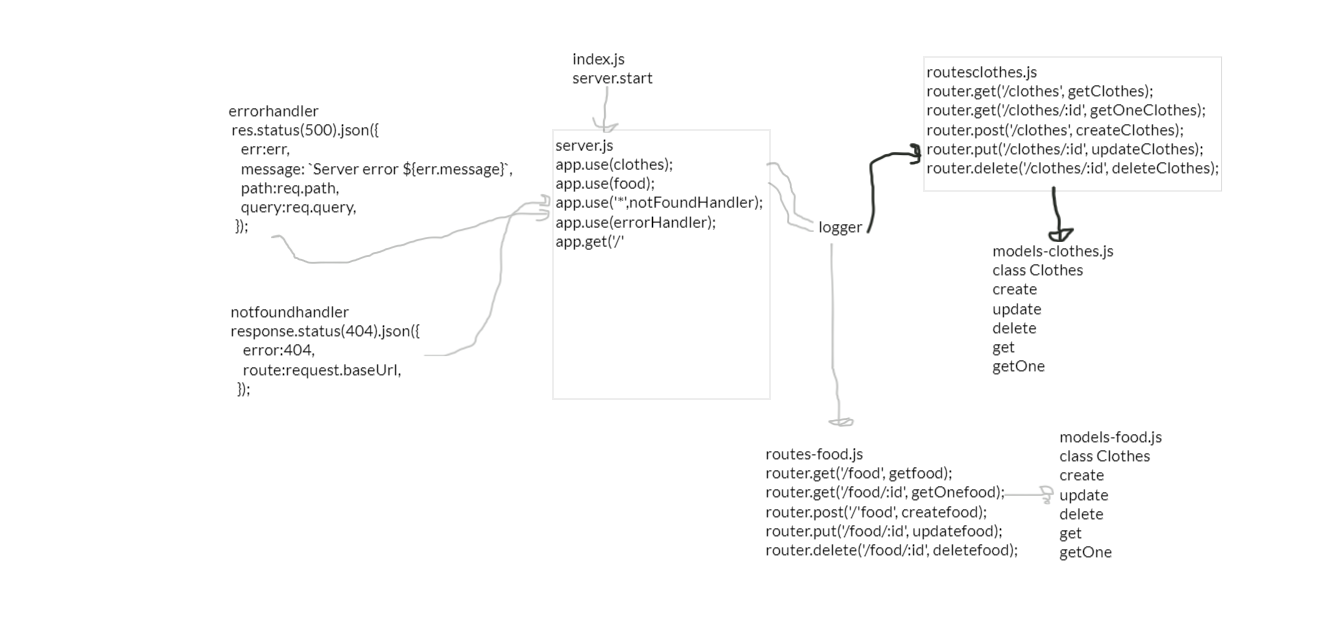 index.js
server.start
errorhandler
res.status(500).json({
err:err,
message: `Server error ${err.message}`,
path:req.path,
query:req.query,
});
notfoundhandler
response.status(404).json({
error:404,
route:request.baseUrl,
});
server.js
app.use(clothes);
app.use(food);
app.use('*',notFoundHandler);
app.use(errorHandler);
app.get('/'
logger
routesclothes.js
router.get('/clothes', getClothes);
router.get('/clothes/:id', getOneClothes);
router.post('/clothes', createClothes);
router.put('/clothes/:id', updateClothes);
router.delete('/clothes/:id', deleteClothes);
models-clothes.js
class Clothes
create
update
delete
get
getOne
routes-food.js
router.get('/food', getfood);
router.get('/food/:id', getOnefood);
router.post('/'food', createfood);
router.put('/food/:id', updatefood);
router.delete('/food/:id', deletefood);
models-food.js
class Clothes
create
update
delete
get
getOne